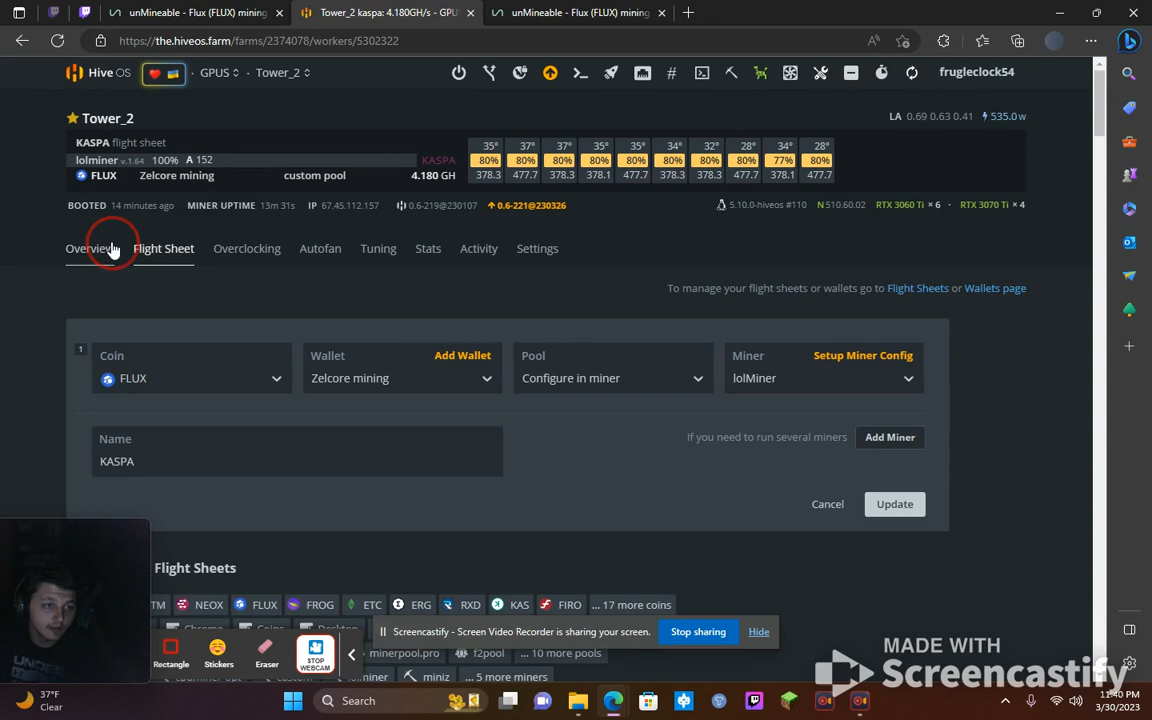 unMineable - Flux (FLUX) mining
Tower_2 kaspa: 4.180GH/s - GPU
unMineable - Flux (FLUX) mining
https://the.hiveos.farm/farms/2374078/workers/5302322
Hive OS · GPUS · Tower_2
frugleclock54
Tower_2
LA 0.69 0.63 0.41 535.0 w
KASPA flight sheet
lolminer v.1.64 100% A 152 KASPA
FLUX Zelcore mining custom pool 4.180 GH
35° 37° 37° 35° 35° 34° 32° 28° 34° 28°
80% 80% 80% 80% 80% 80% 80% 80% 77% 80%
378.3 477.7 378.3 378.1 477.7 378.3 378.3 477.7 378.1 477.7
BOOTED 14 minutes ago MINER UPTIME 13m 31s IP 67.45.112.157 0.6-219@230107 0.6-221@230326 5.10.0-hiveos #110 N 510.60.02 RTX 3060 Ti × 6 · RTX 3070 Ti × 4
Overview Flight Sheet Overclocking Autofan Tuning Stats Activity Settings
To manage your flight sheets or wallets go to Flight Sheets or Wallets page
1
Coin Wallet Add Wallet Pool Miner Setup Miner Config
FLUX Zelcore mining Configure in miner lolMiner
Name
KASPA
If you need to run several miners Add Miner
Cancel Update
Flight Sheets
TM NEOX FLUX FROG ETC ERG RXD KAS FIRO ... 17 more coins
Screencastify - Screen Video Recorder is sharing your screen. Stop sharing Hide
minerpool.pro f2pool ... 10 more pools
Rectangle Stickers Eraser STOP WEBCAM
miniz ... 5 more miners
MADE WITH
Screencastify
37°F
Clear
Search
11:40 PM
3/30/2023